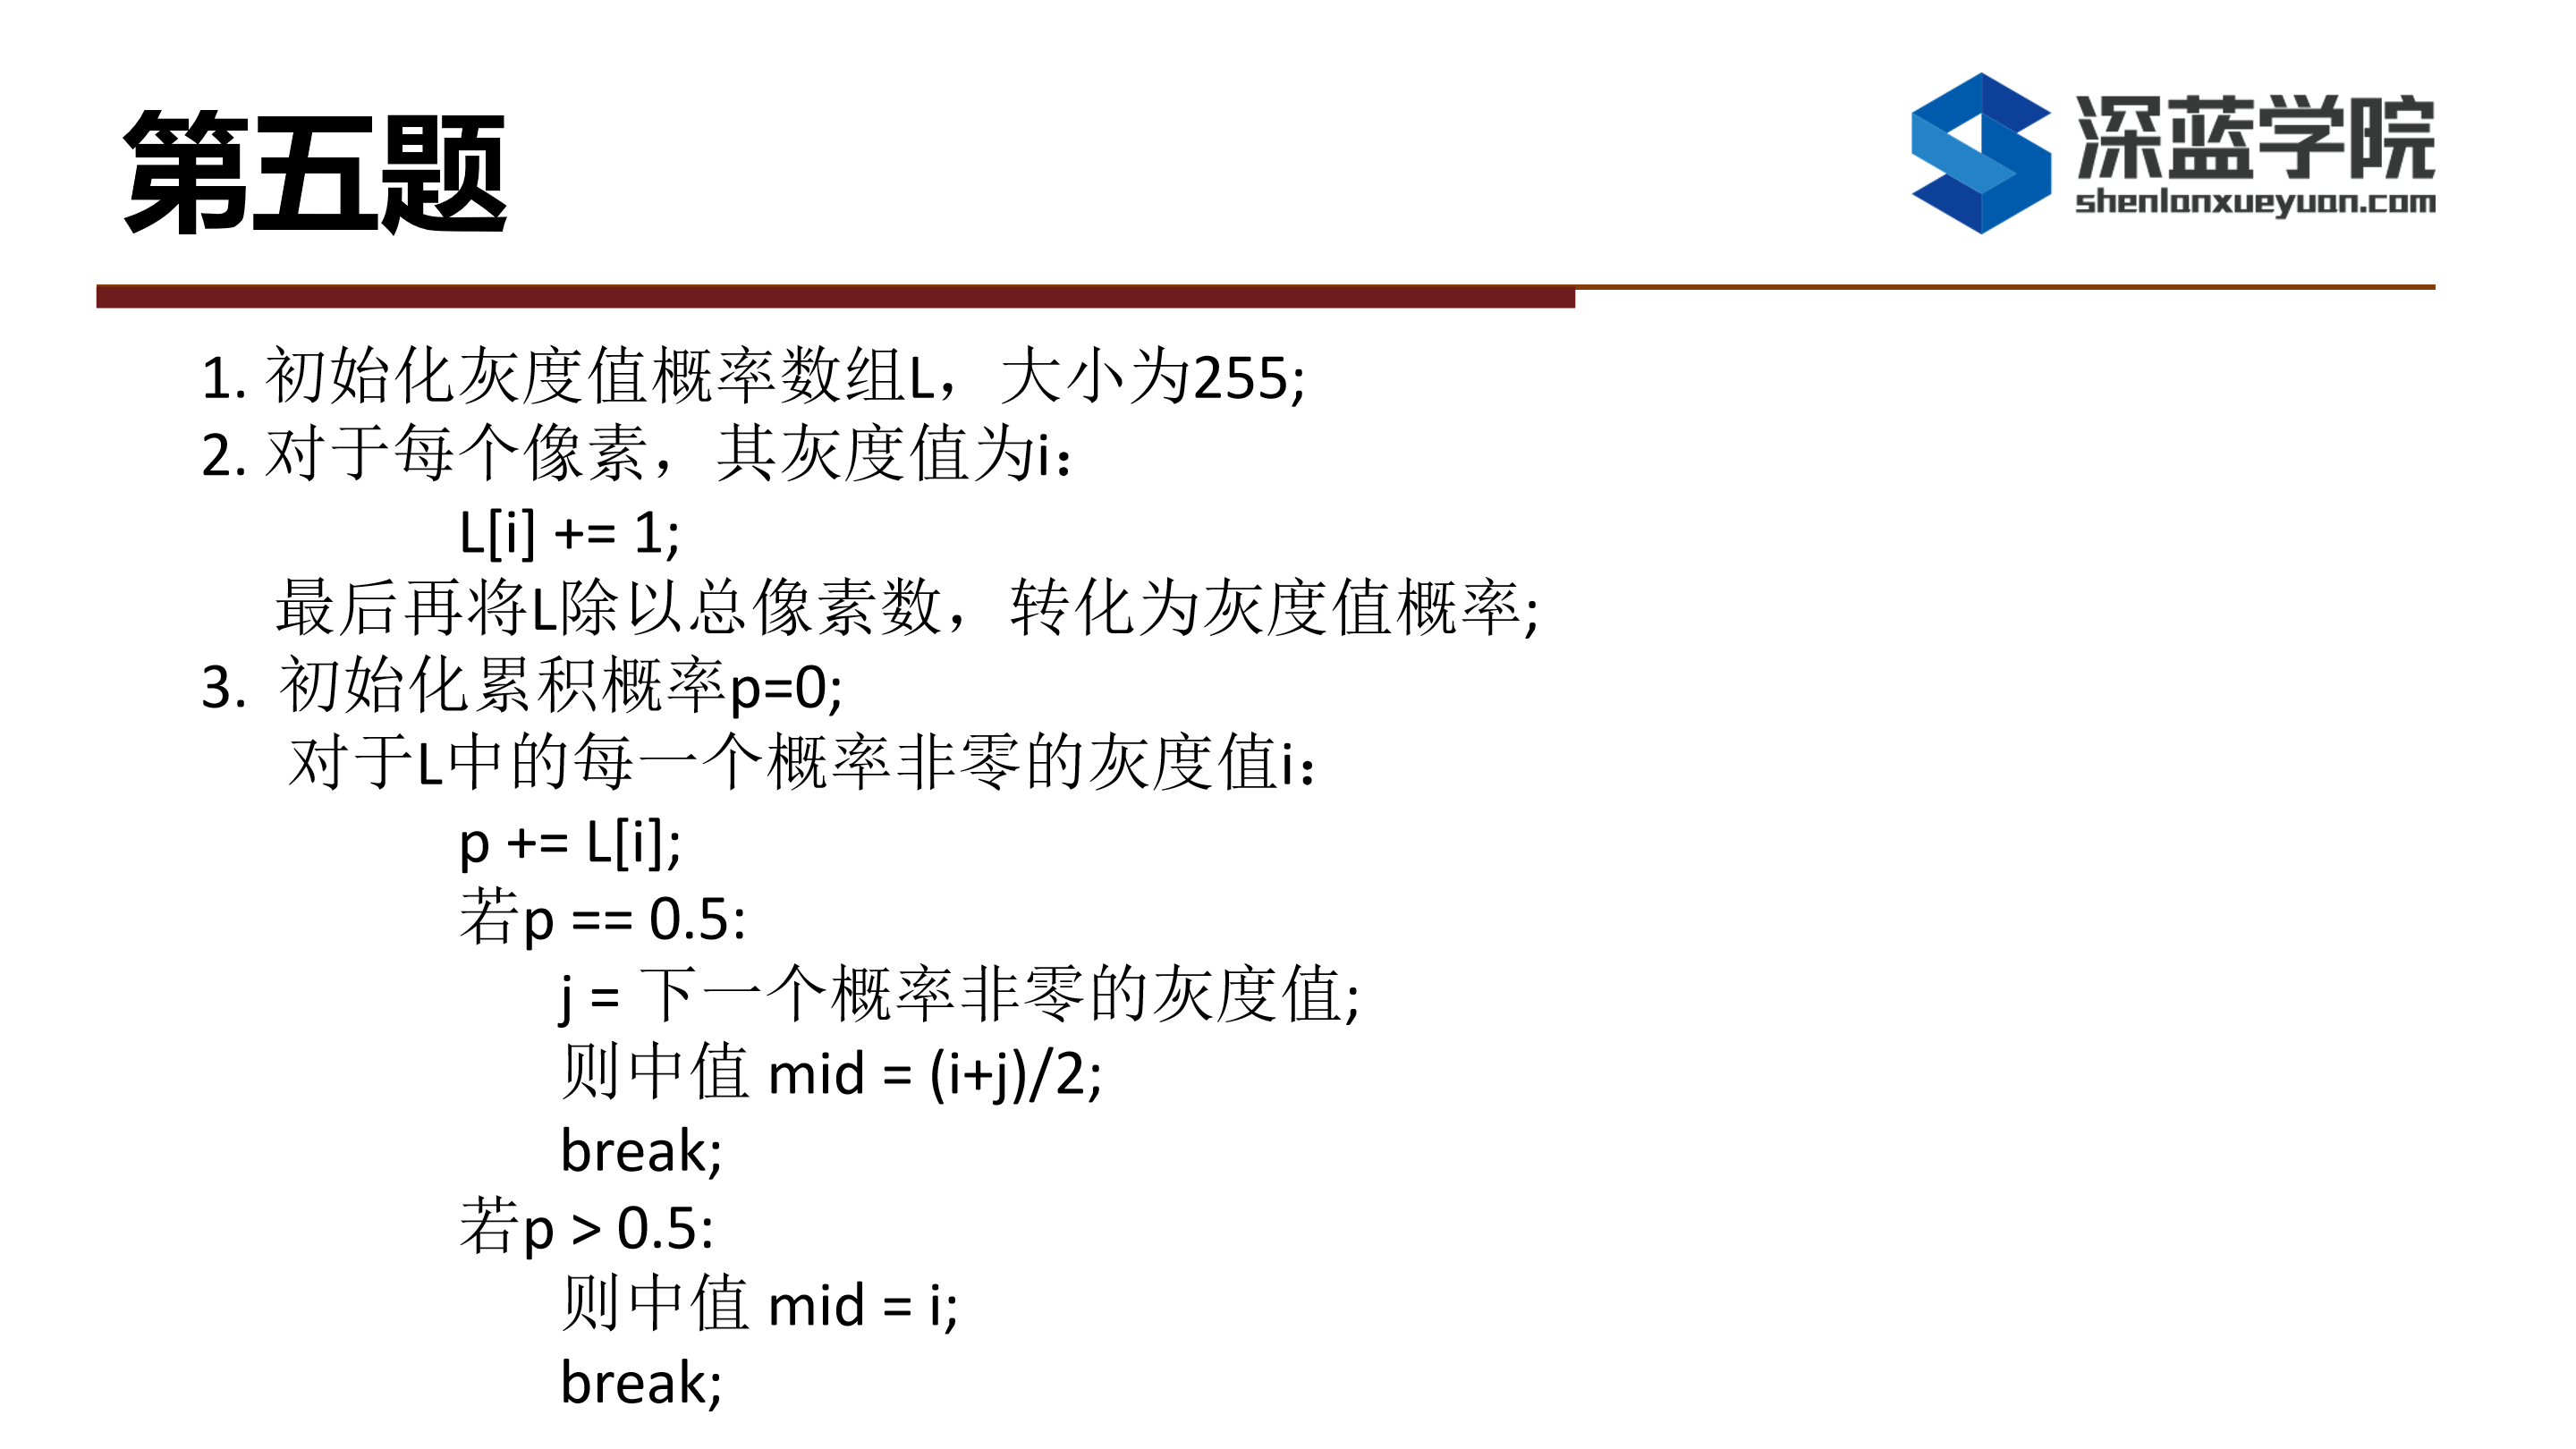 第五题
深蓝学院
shenlanxueyuan.com
1. 初始化灰度值概率数组L，大小为255;
2. 对于每个像素，其灰度值为i：
L[i] += 1;
最后再将L除以总像素数，转化为灰度值概率;
3. 初始化累积概率p=0;
对于L中的每一个概率非零的灰度值i：
p += L[i];
若p == 0.5:
j = 下一个概率非零的灰度值;
则中值 mid = (i+j)/2;
break;
若p > 0.5:
则中值 mid = i;
break;